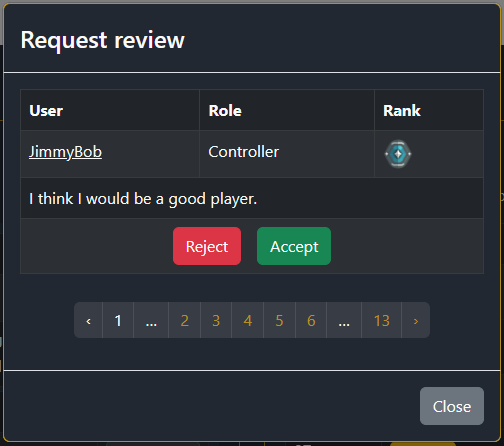 Request review
User Role Rank
JimmyBob Controller
I think I would be a good player.
Reject Accept
‹ 1 ... 2 3 4 5 6 ... 13 ›
Close